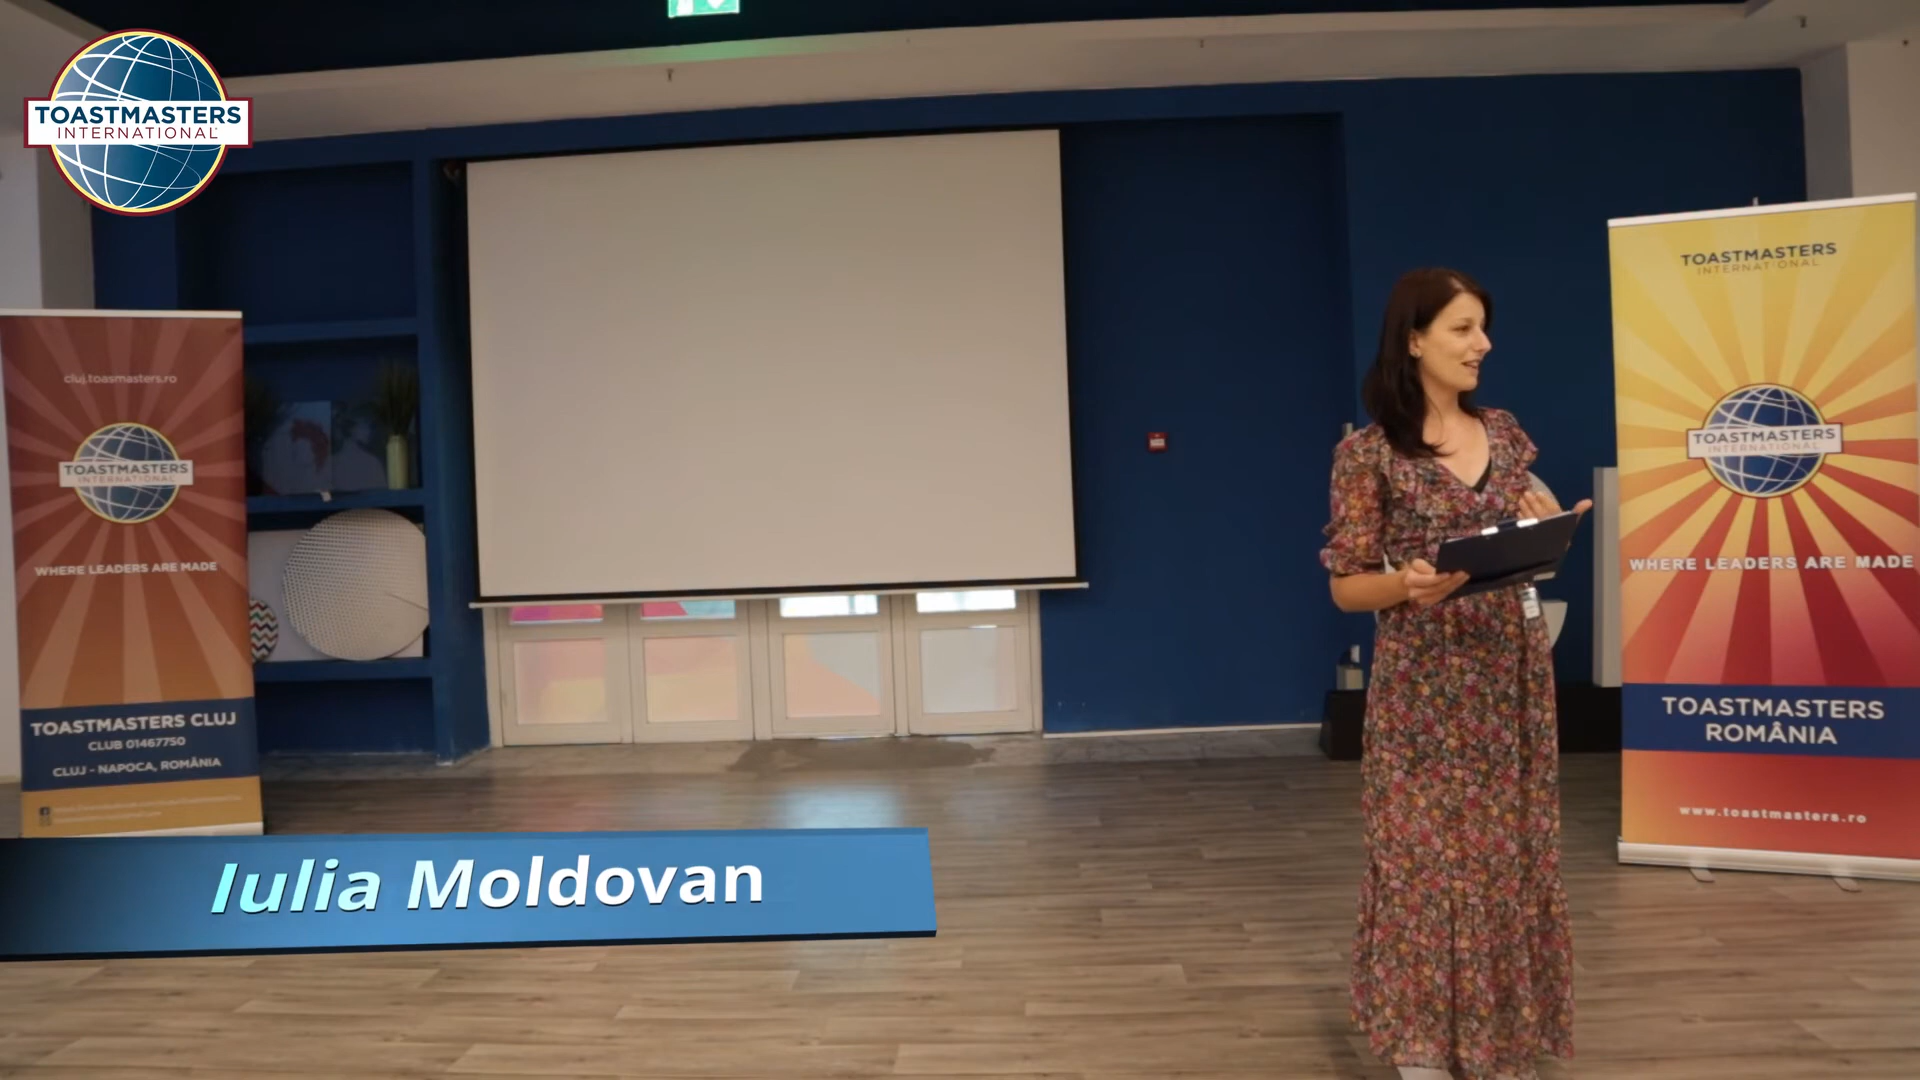 TOASTMASTERS
INTERNATIONAL
cluj.toasmasters.ro
TOASTMASTERS
INTERNATIONAL
WHERE LEADERS ARE MADE
TOASTMASTERS CLUJ
CLUB 01467750
CLUJ - NAPOCA, ROMÂNIA
Iulia Moldovan
TOASTMASTERS
INTERNATIONAL
TOASTMASTERS
INTERNATIONAL
WHERE LEADERS ARE MADE
TOASTMASTERS
ROMÂNIA
www.toastmasters.ro